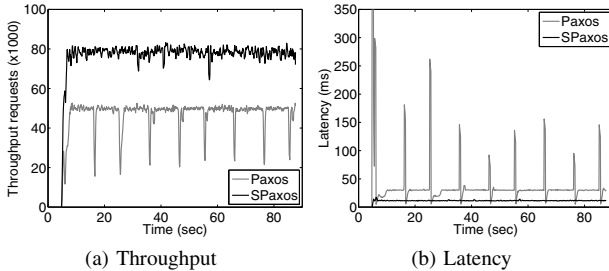 Throughput requests (x1000)
100
80
60
40
20
0
0 20 40 60 80
Time (sec)
Paxos
SPaxos
(a) Throughput
Latency (ms)
350
300
250
200
150
100
50
0
0 20 40 60 80
Time (sec)
Paxos
SPaxos
(b) Latency